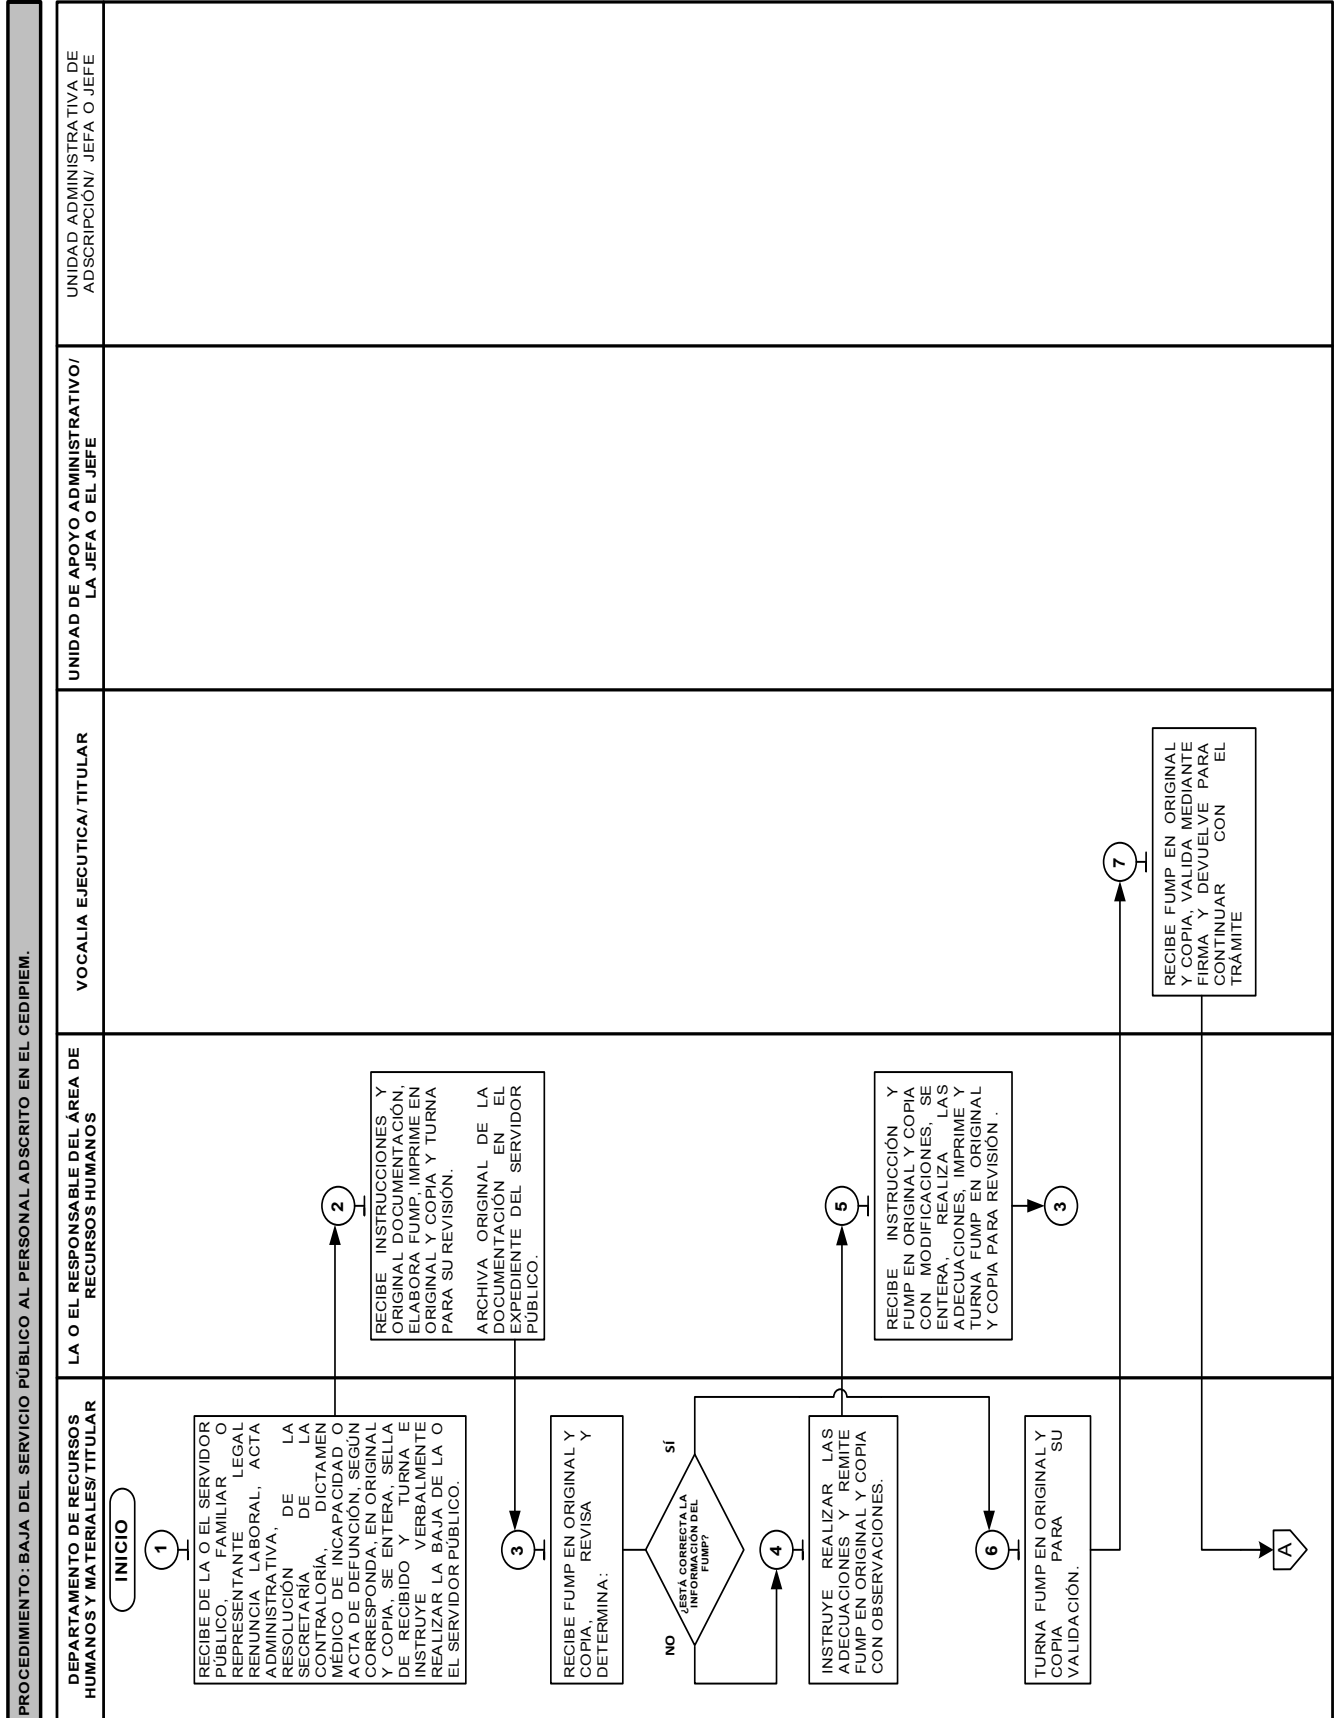 PROCEDIMIENTO: BAJA DEL SERVICIO PÚBLICO AL PERSONAL ADSCRITO EN EL CEDIPIEM.
DEPARTAMENTO DE RECURSOS
HUMANOS Y MATERIALES/TITULAR
LA O EL RESPONSABLE DEL ÁREA DE
RECURSOS HUMANOS
VOCALIA EJECUTICA/TITULAR
UNIDAD DE APOYO ADMINISTRATIVO/
LA JEFA O EL JEFE
UNIDAD ADMINISTRATIVA DE
ADSCRIPCIÓN/ JEFA O JEFE
INICIO
1
RECIBE DE LA O EL SERVIDOR
PÚBLICO, FAMILIAR O
REPRESENTANTE LEGAL
RENUNCIA LABORAL, ACTA
ADMINISTRATIVA,
RESOLUCIÓN DE LA
SECRETARÍA DE LA
CONTRALORÍA, DICTAMEN
MÉDICO DE INCAPACIDAD O
ACTA DE DEFUNCIÓN, SEGÚN
CORRESPONDA, EN ORIGINAL
Y COPIA, SE ENTERA, SELLA
DE RECIBIDO Y TURNA E
INSTRUYE VERBALMENTE
REALIZAR LA BAJA DE LA O
EL SERVIDOR PÚBLICO.
2
RECIBE INSTRUCCIONES Y
ORIGINAL DOCUMENTACIÓN,
ELABORA FUMP, IMPRIME EN
ORIGINAL Y COPIA Y TURNA
PARA SU REVISIÓN.
ARCHIVA ORIGINAL DE LA
DOCUMENTACIÓN EN EL
EXPEDIENTE DEL SERVIDOR
PÚBLICO.
3
RECIBE FUMP EN ORIGINAL Y
COPIA, REVISA Y
DETERMINA:
¿ESTÁ CORRECTA LA
INFORMACIÓN DEL
FUMP?
NO
SÍ
4
INSTRUYE REALIZAR LAS
ADECUACIONES Y REMITE
FUMP EN ORIGINAL Y COPIA
CON OBSERVACIONES.
5
RECIBE INSTRUCCIÓN Y
FUMP EN ORIGINAL Y COPIA
CON MODIFICACIONES, SE
ENTERA, REALIZA LAS
ADECUACIONES, IMPRIME Y
TURNA FUMP EN ORIGINAL
Y COPIA PARA REVISIÓN .
3
6
TURNA FUMP EN ORIGINAL Y
COPIA PARA SU
VALIDACIÓN.
7
RECIBE FUMP EN ORIGINAL
Y COPIA, VALIDA MEDIANTE
FIRMA Y DEVUELVE PARA
CONTINUAR CON EL
TRÁMITE
A